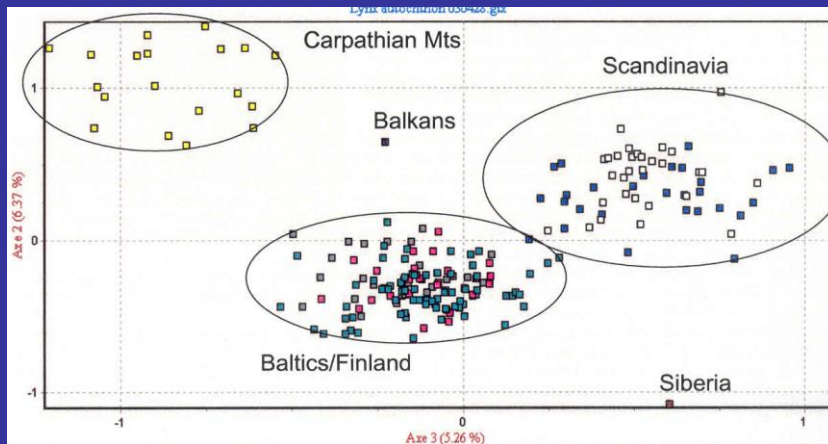 Lynx autochthon 030428.gtx
Carpathian Mts
Scandinavia
Balkans
Baltics/Finland
Siberia
Axe 2 (6.37 %)
1
0
-1
-1
0
1
Axe 3 (5.26 %)